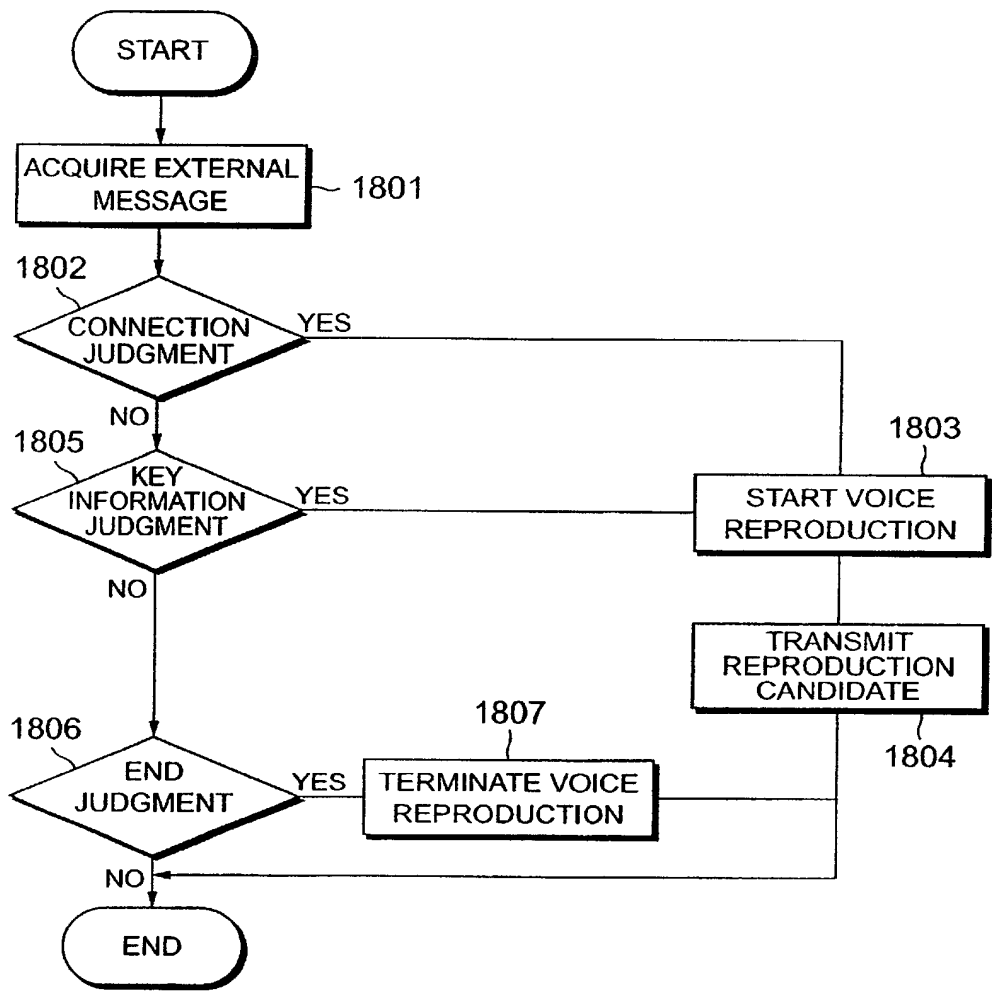 START
ACQUIRE EXTERNAL
MESSAGE
1801
1802
CONNECTION
JUDGMENT
YES
NO
1805
KEY
INFORMATION
JUDGMENT
YES
NO
1803
START VOICE
REPRODUCTION
TRANSMIT
REPRODUCTION
CANDIDATE
1804
1806
END
JUDGMENT
YES
1807
TERMINATE VOICE
REPRODUCTION
NO
END